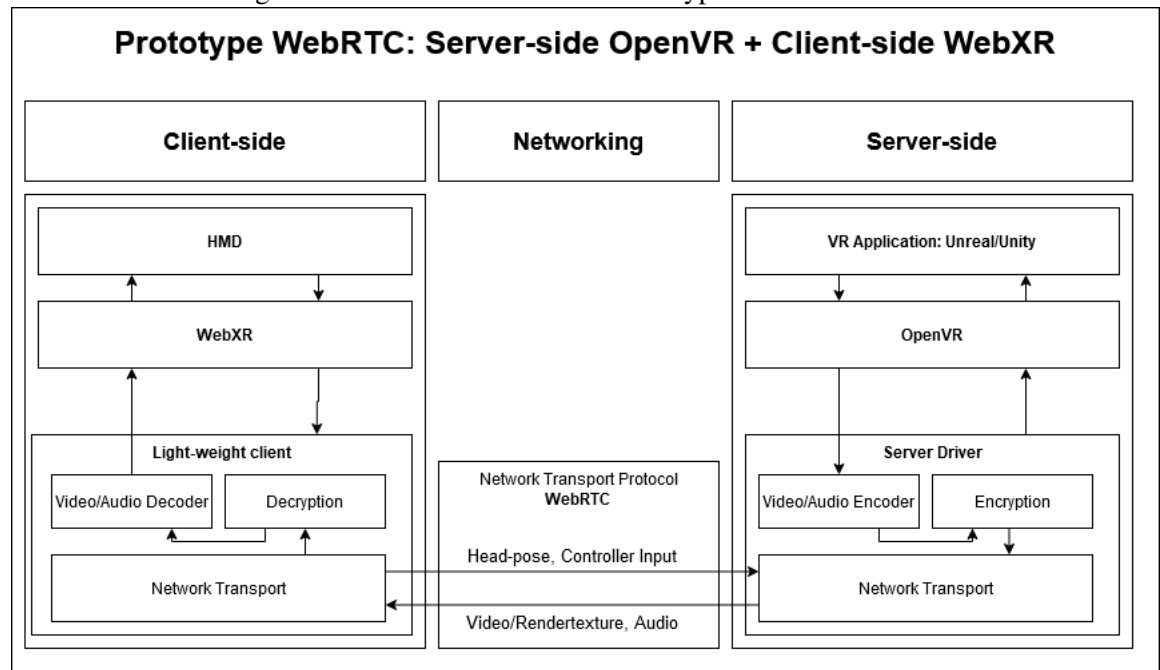 Prototype WebRTC: Server-side OpenVR + Client-side WebXR
Client-side
Networking
Server-side
HMD
WebXR
Light-weight client
Video/Audio Decoder
Decryption
Network Transport
Network Transport Protocol
WebRTC
Head-pose, Controller Input
Video/Rendertexture, Audio
VR Application: Unreal/Unity
OpenVR
Server Driver
Video/Audio Encoder
Encryption
Network Transport